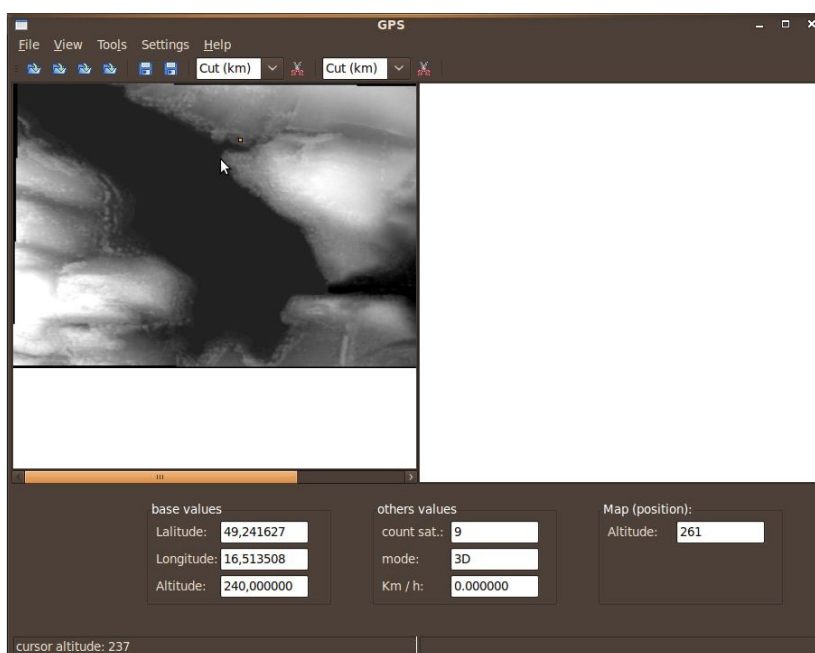 GPS
File View Tools Settings Help
Cut (km) Cut (km)
base values others values Map (position):
Lalitude: 49,241627 count sat.: 9 Altitude: 261
Longitude: 16,513508 mode: 3D
Altitude: 240,000000 Km / h: 0.000000
cursor altitude: 237